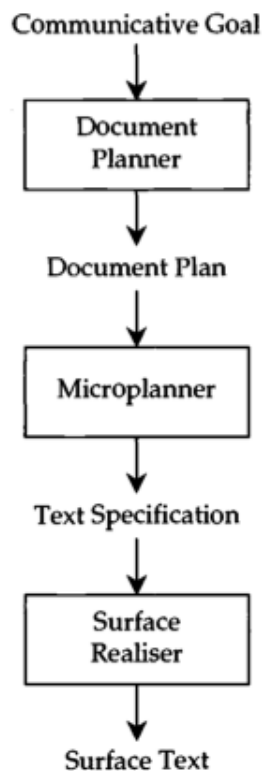 Communicative Goal
Document
Planner
Document Plan
Microplanner
Text Specification
Surface
Realiser
Surface Text